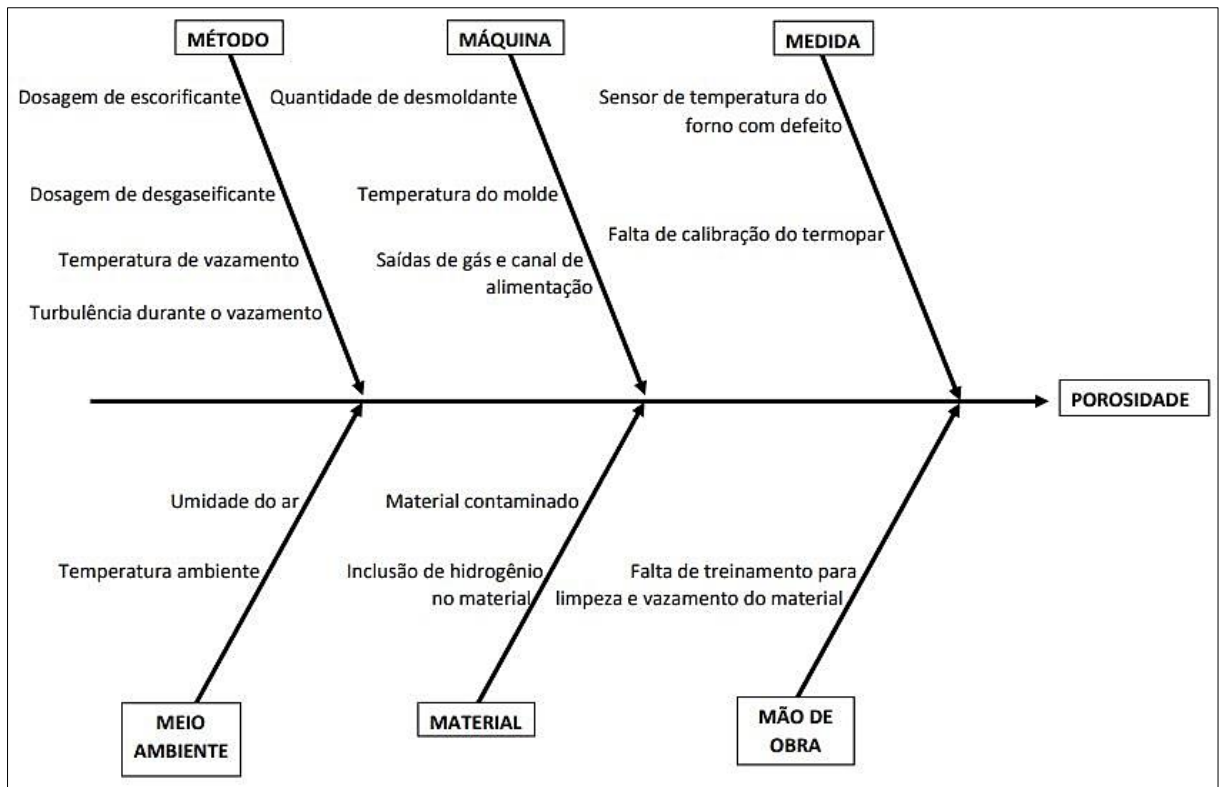 MÉTODO
MÁQUINA
MEDIDA
Dosagem de escorificante
Quantidade de desmoldante
Sensor de temperatura do
forno com defeito
Dosagem de desgaseificante
Temperatura do molde
Falta de calibração do termopar
Temperatura de vazamento
Saídas de gás e canal de
alimentação
Turbulência durante o vazamento
POROSIDADE
Umidade do ar
Material contaminado
Temperatura ambiente
Inclusão de hidrogênio
no material
Falta de treinamento para
limpeza e vazamento do material
MEIO
AMBIENTE
MATERIAL
MÃO DE
OBRA